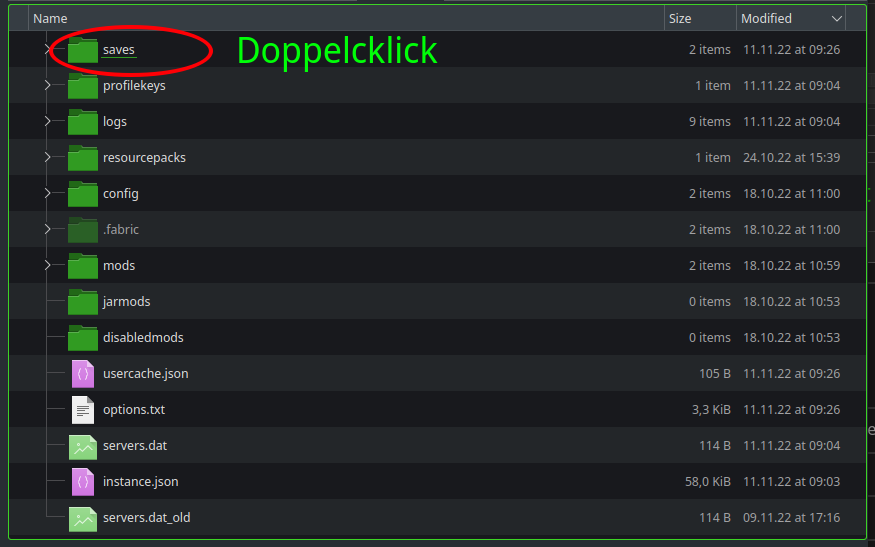 Name Size Modified
saves Doppelcklick 2 items 11.11.22 at 09:26
profilekeys 1 item 11.11.22 at 09:04
logs 9 items 11.11.22 at 09:04
resourcepacks 1 item 24.10.22 at 15:39
config 2 items 18.10.22 at 11:00
.fabric 2 items 18.10.22 at 11:00
mods 2 items 18.10.22 at 10:59
jarmods 0 items 18.10.22 at 10:53
disabledmods 0 items 18.10.22 at 10:53
usercache.json 105 B 11.11.22 at 09:26
options.txt 3,3 KiB 11.11.22 at 09:26
servers.dat 114 B 11.11.22 at 09:04
instance.json 58,0 KiB 11.11.22 at 09:03
servers.dat_old 114 B 09.11.22 at 17:16